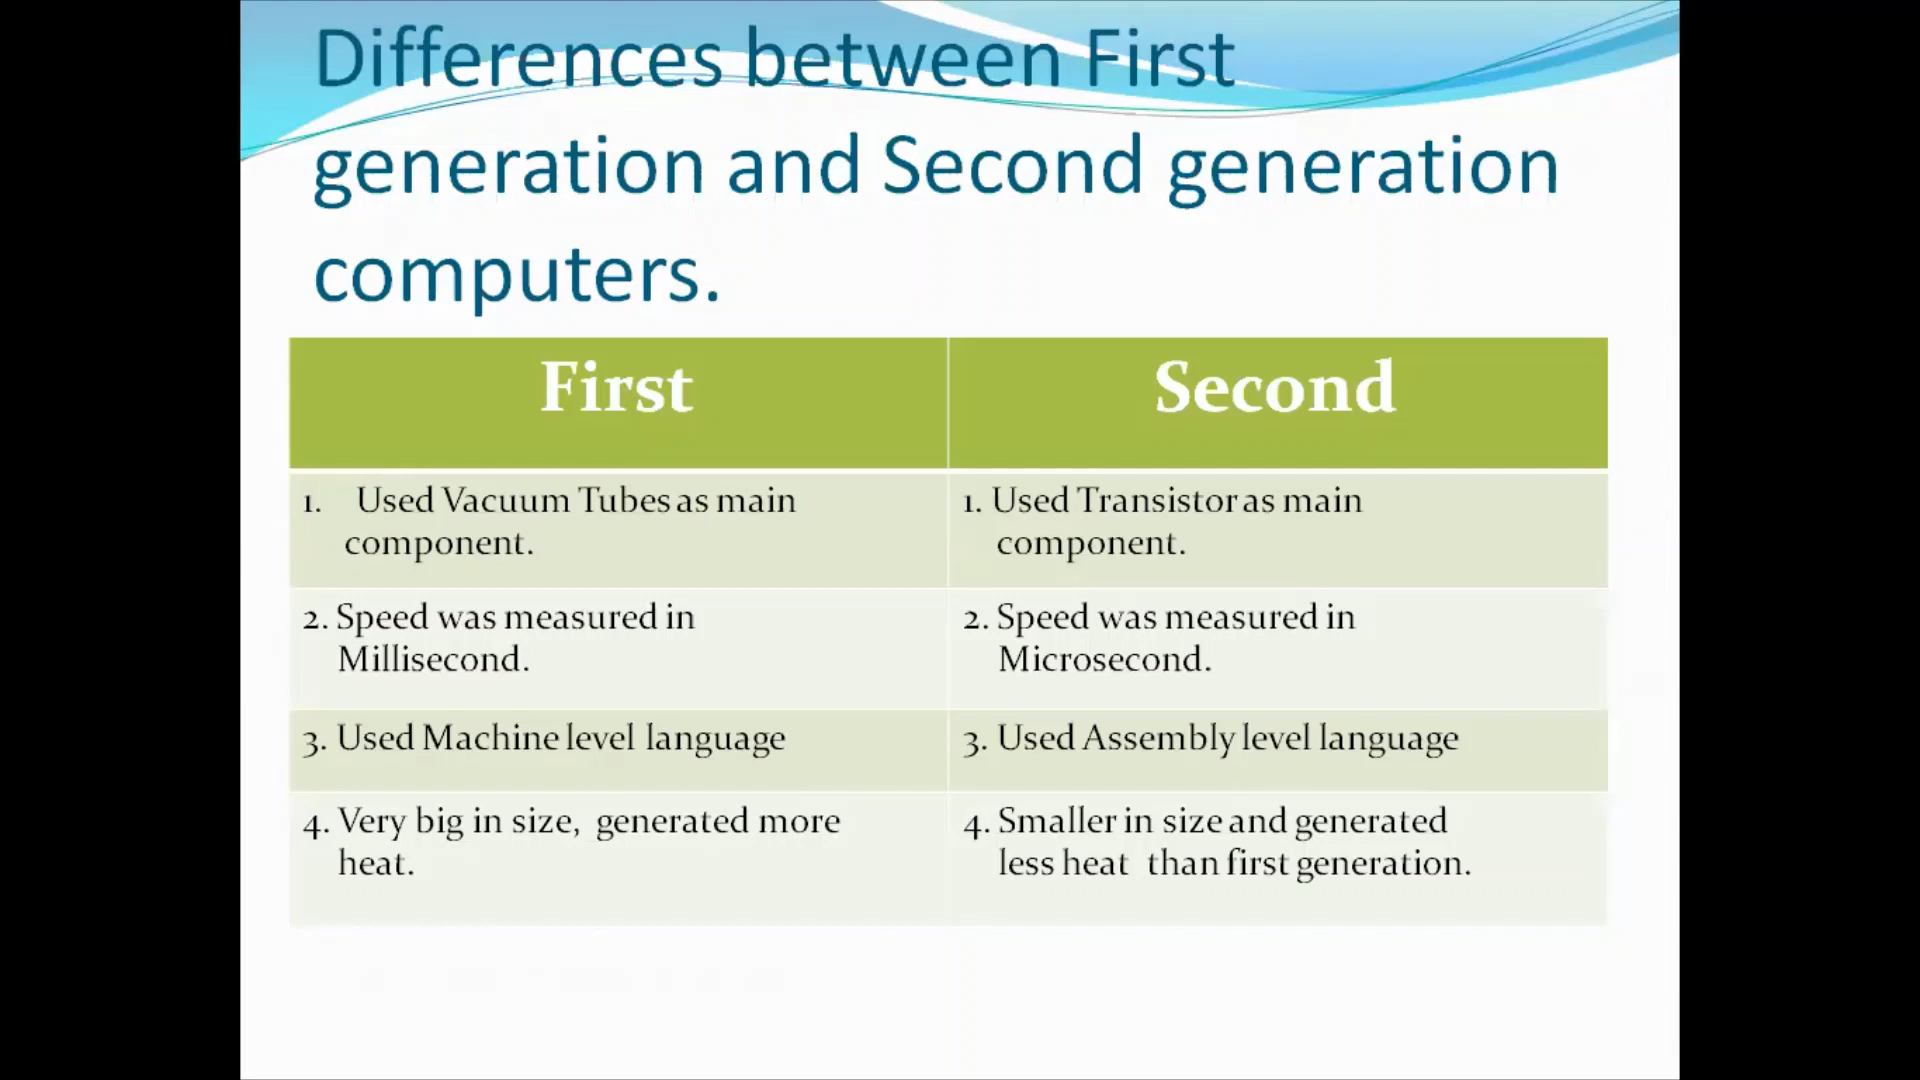 Differences between First
generation and Second generation
computers.
First
Second
1. Used Vacuum Tubes as main
component.
1. Used Transistor as main
component.
2. Speed was measured in
Millisecond.
2. Speed was measured in
Microsecond.
3. Used Machine level language
3. Used Assembly level language
4. Very big in size, generated more
heat.
4. Smaller in size and generated
less heat than first generation.